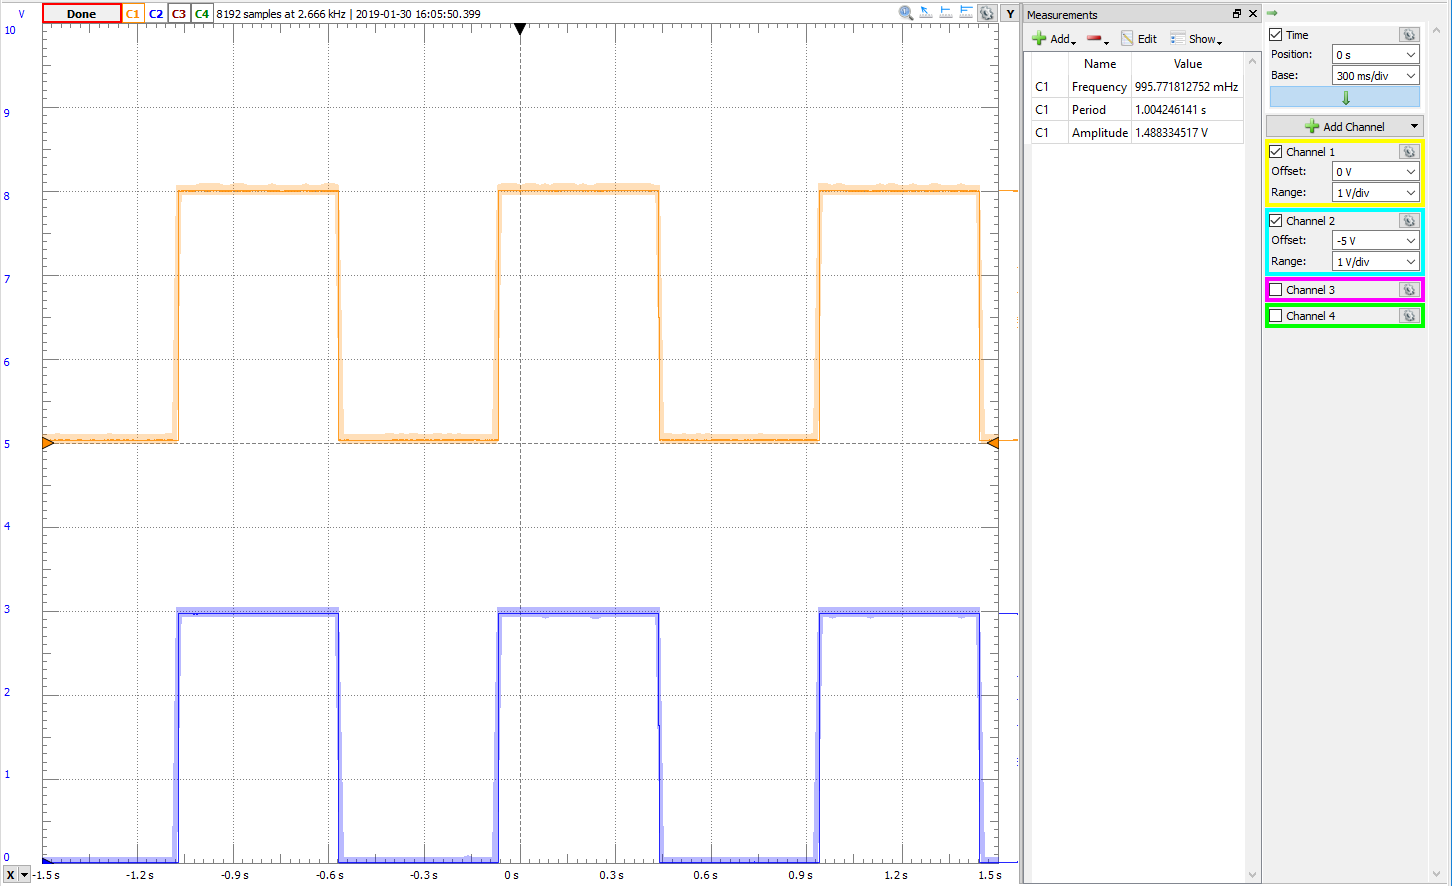 V Done C1 C2 C3 C4 8192 samples at 2.666 kHz | 2019-01-30 16:05:50.399 Y
10
9
8
7
6
5
4
3
2
1
0
X -1.5 s -1.2 s -0.9 s -0.6 s -0.3 s 0 s 0.3 s 0.6 s 0.9 s 1.2 s 1.5 s
Measurements
Add Edit Show
Name Value
C1 Frequency 995.771812752 mHz
C1 Period 1.004246141 s
C1 Amplitude 1.488334517 V
Time
Position: 0 s
Base: 300 ms/div
Add Channel
Channel 1
Offset: 0 V
Range: 1 V/div
Channel 2
Offset: -5 V
Range: 1 V/div
Channel 3
Channel 4